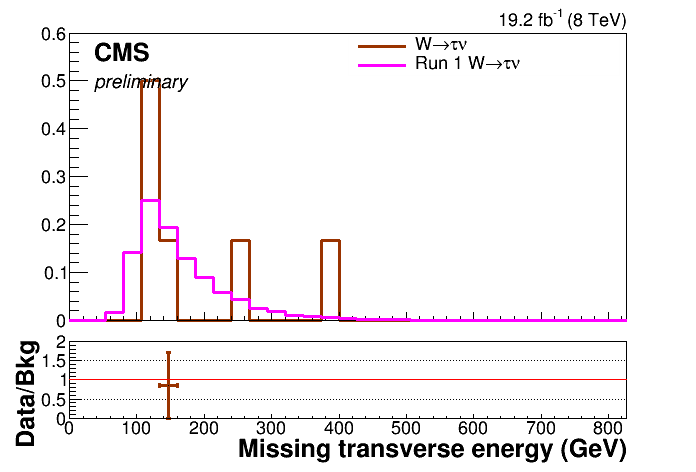 19.2 fb⁻¹ (8 TeV)
CMS
preliminary
W→τν
Run 1 W→τν
0.6
0.5
0.4
0.3
0.2
0.1
0
Data/Bkg
2
1.5
1
0.5
0
0 100 200 300 400 500 600 700 800
Missing transverse energy (GeV)